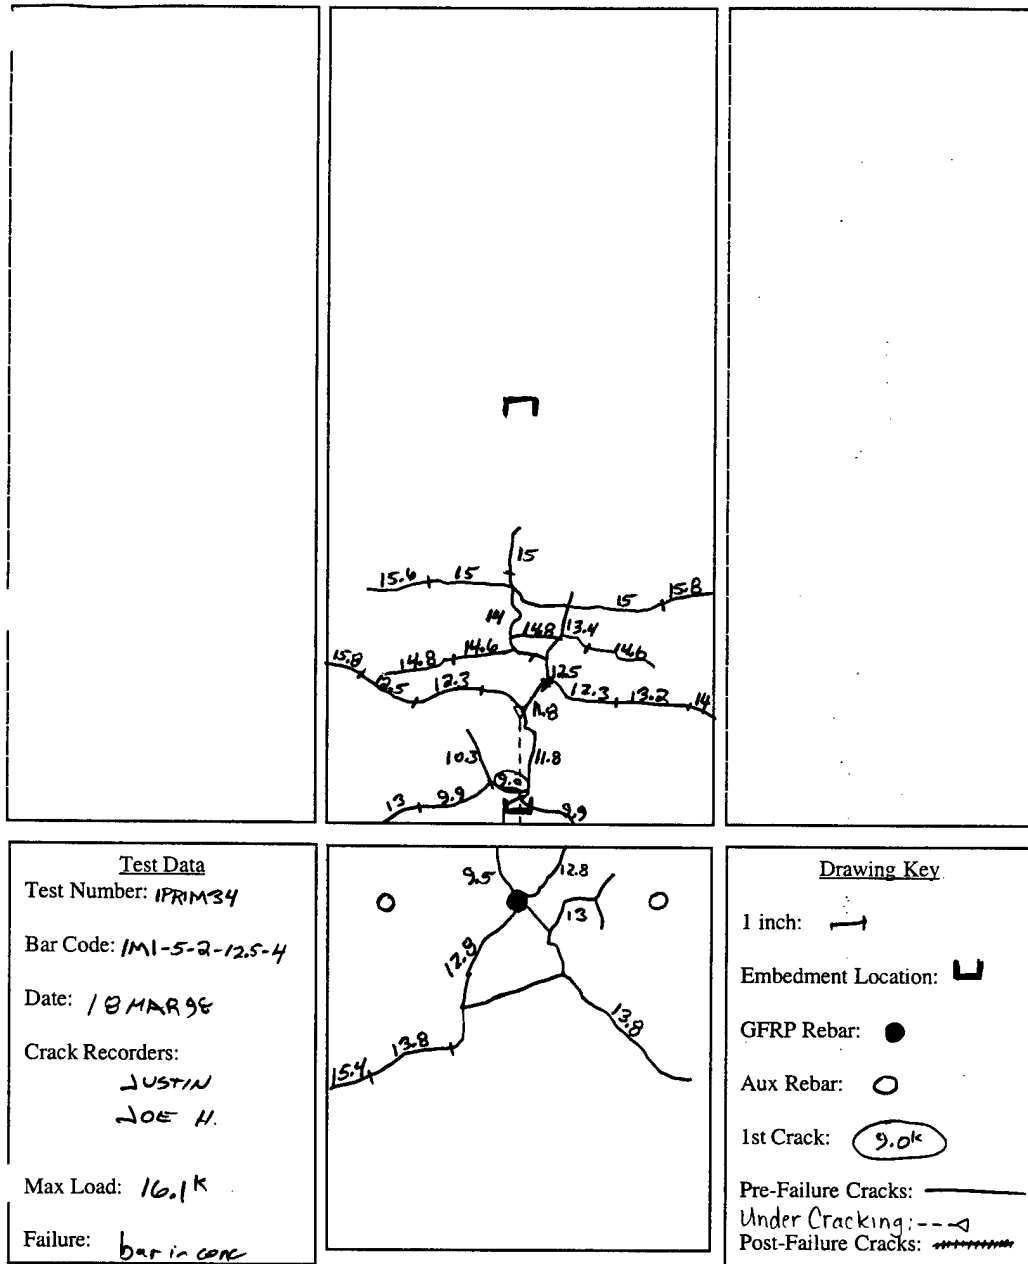 15
15.6 15 15 15.8
14 14.8 13.4
15.8 14.8 14.6 14.6
12.5 12.3 12.5 12.3 13.2 14
11.8
10.3 9.0 11.8
13 9.9 9.9
Test Data
Test Number: 1PRIM34
Bar Code: 1M1-5-2-12.5-4
Date: 18 MAR 98
Crack Recorders:
JUSTIN
JOE H.
Max Load: 16.1 K
Failure: bar in conc
9.5 12.8
13
12.8
13.8 13.8
15.4
Drawing Key
1 inch:
Embedment Location:
GFRP Rebar:
Aux Rebar:
1st Crack: 9.0k
Pre-Failure Cracks:
Under Cracking:
Post-Failure Cracks: